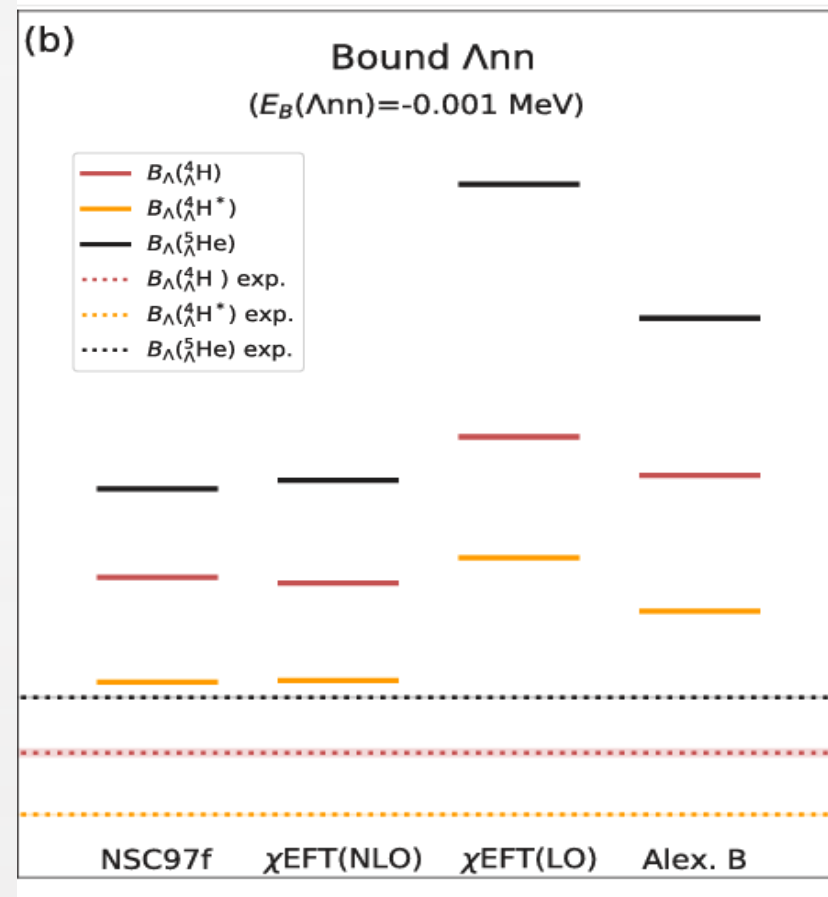 (b)
Bound Λnn
(E_B(Λnn)=-0.001 MeV)
B_Λ(⁴_ΛH)
B_Λ(⁴_ΛH*)
B_Λ(⁵_ΛHe)
B_Λ(⁴_ΛH ) exp.
B_Λ(⁴_ΛH*) exp.
B_Λ(⁵_ΛHe) exp.
NSC97f χEFT(NLO) χEFT(LO) Alex. B